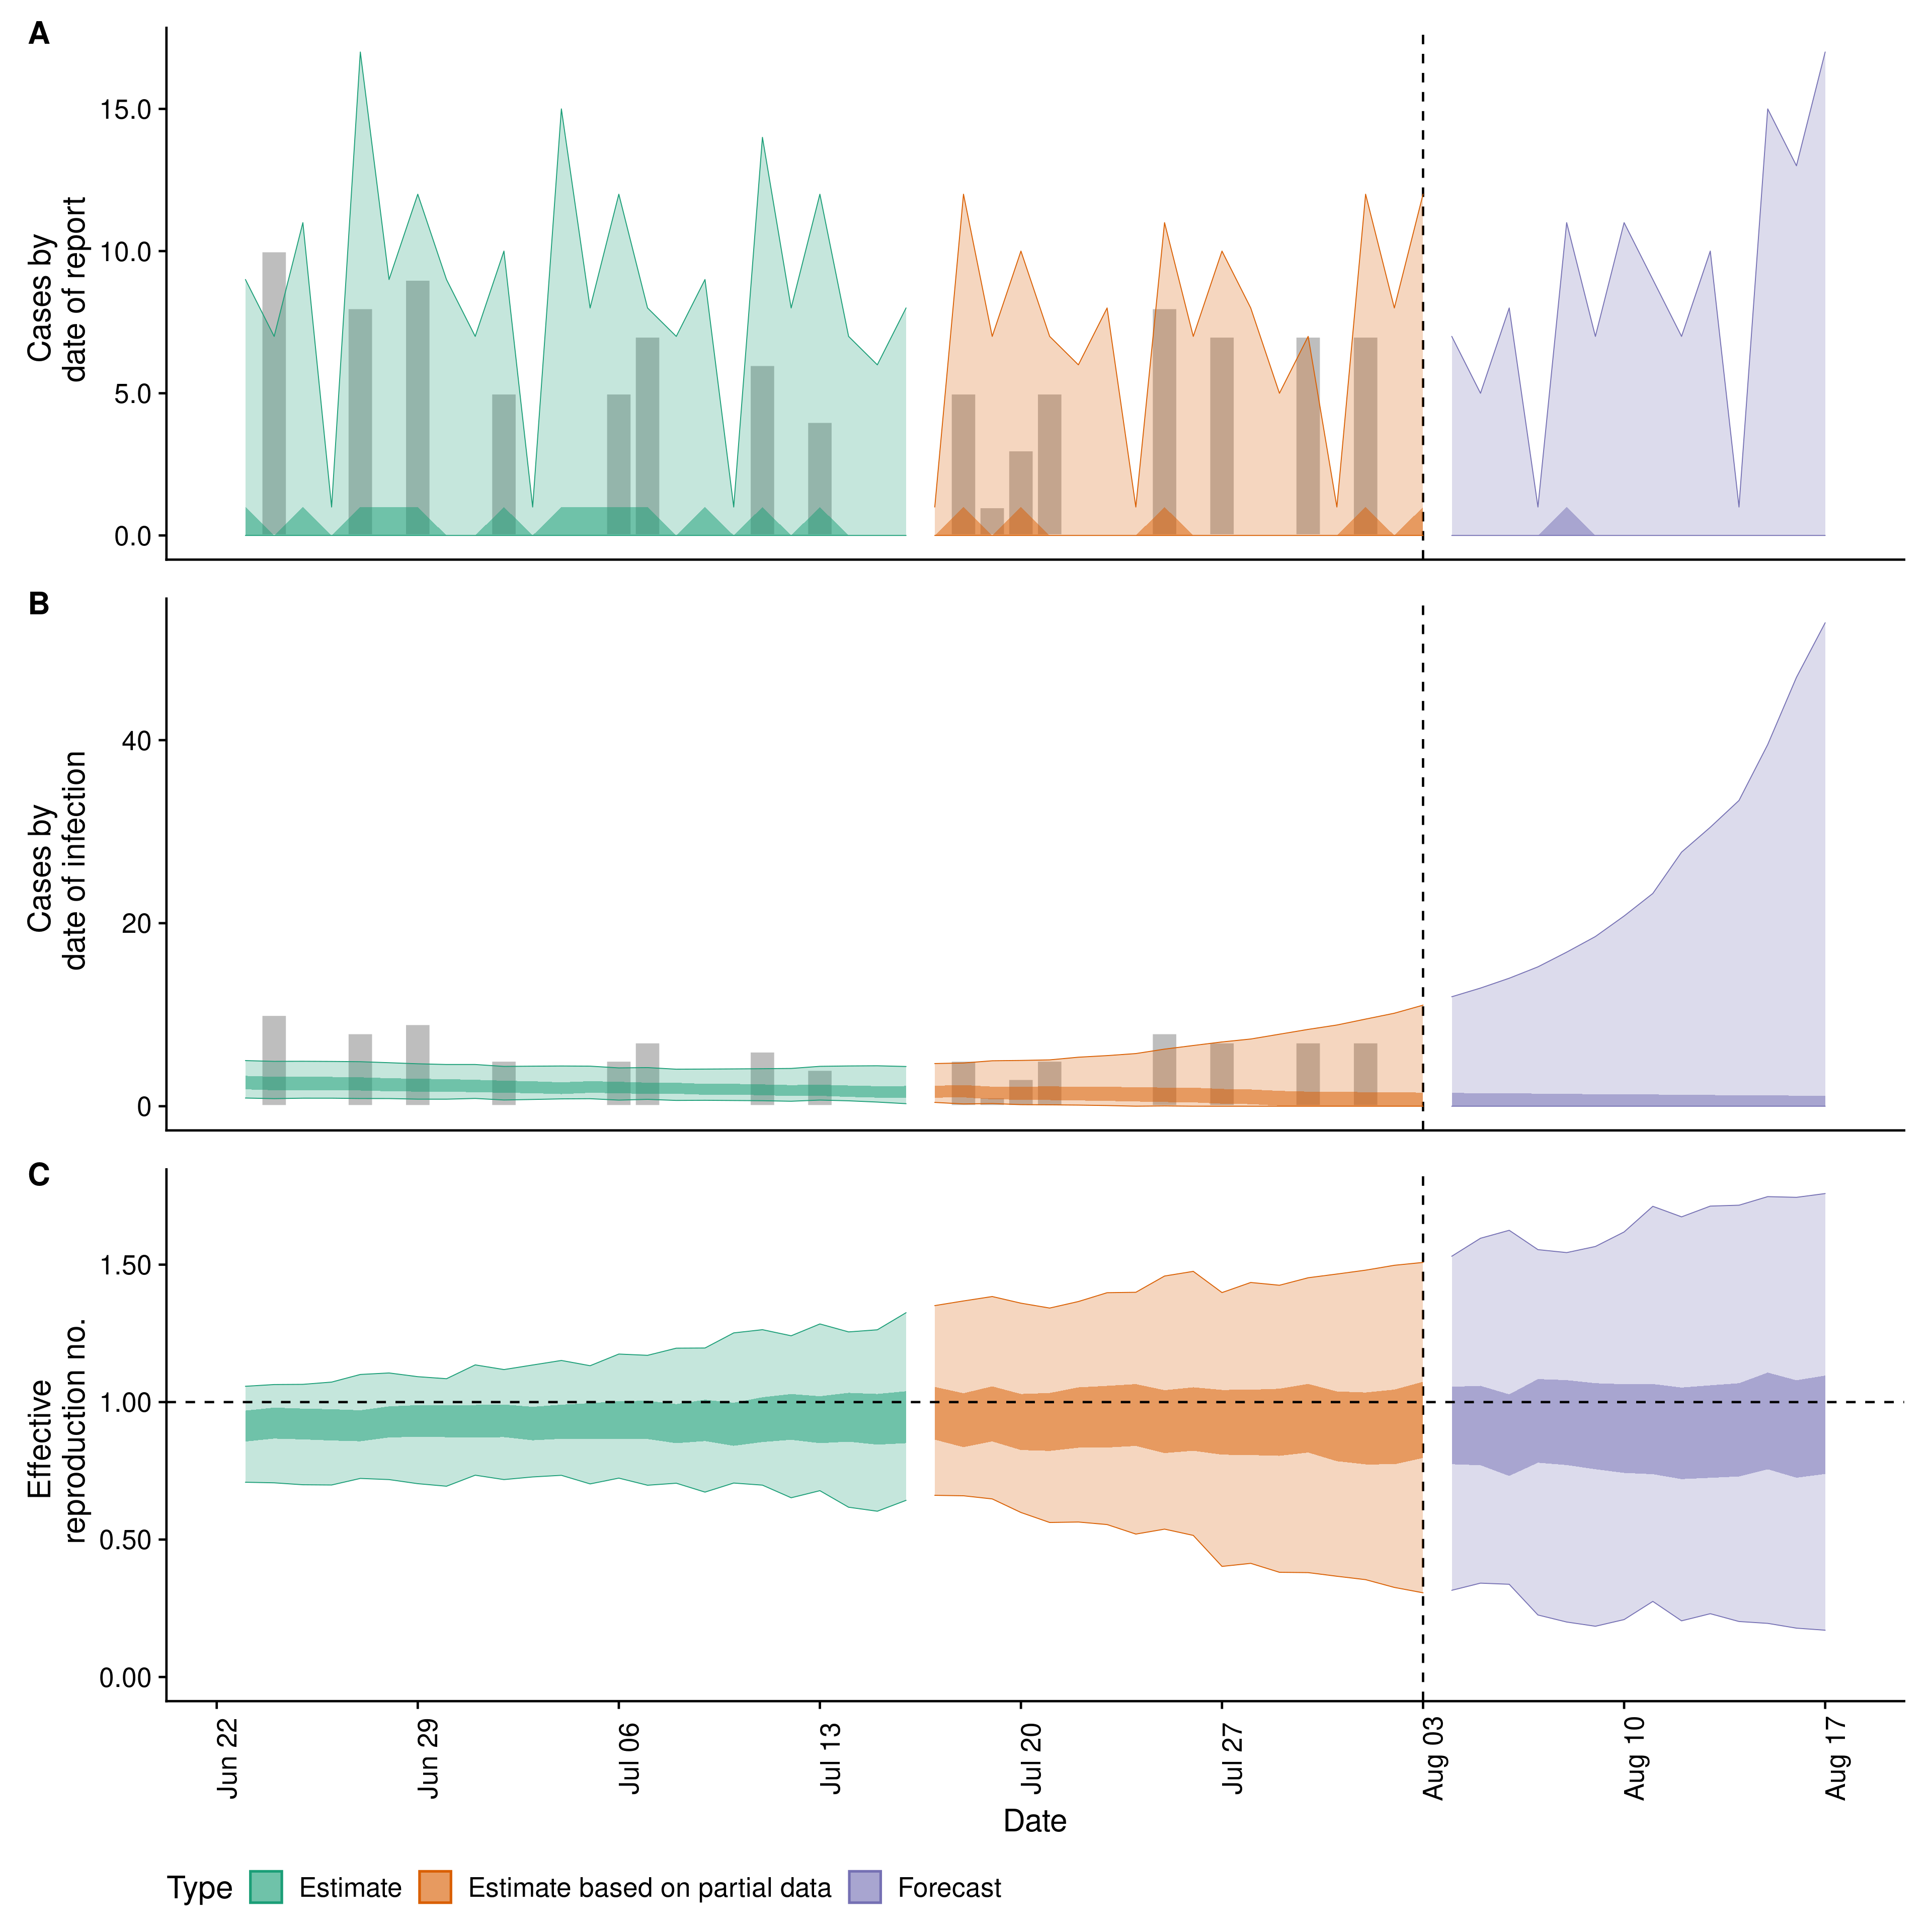 A
Cases by
date of report
15.0
10.0
5.0
0.0
B
Cases by
date of infection
40
20
0
C
Effective
reproduction no.
1.50
1.00
0.50
0.00
Jun 22
Jun 29
Jul 06
Jul 13
Jul 20
Jul 27
Aug 03
Aug 10
Aug 17
Date
Type Estimate Estimate based on partial data Forecast